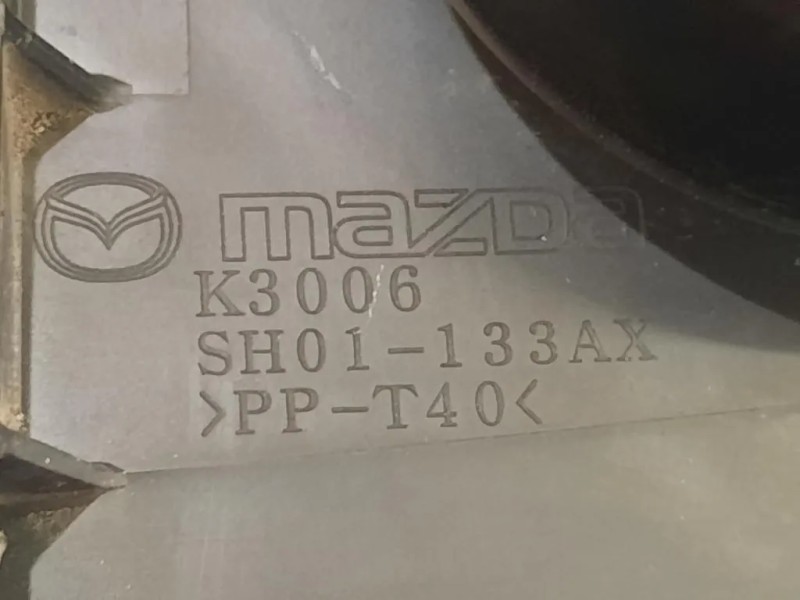 mazDa
K3006
SH01-133AX
>PP-T40<